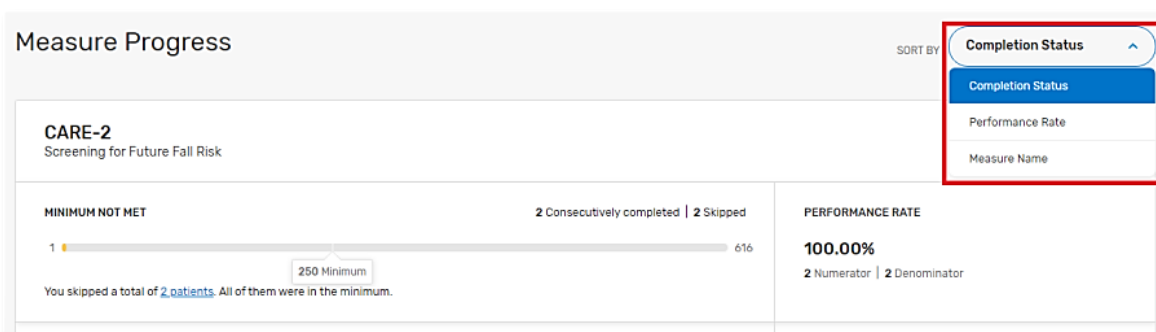 Measure Progress
SORT BY
Completion Status
Completion Status
Performance Rate
Measure Name
CARE-2
Screening for Future Fall Risk
MINIMUM NOT MET
2 Consecutively completed | 2 Skipped
1
616
250 Minimum
You skipped a total of 2 patients. All of them were in the minimum.
PERFORMANCE RATE
100.00%
2 Numerator | 2 Denominator